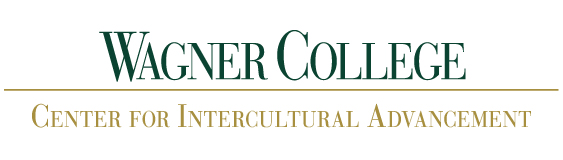 WAGNER COLLEGE
CENTER FOR INTERCULTURAL ADVANCEMENT